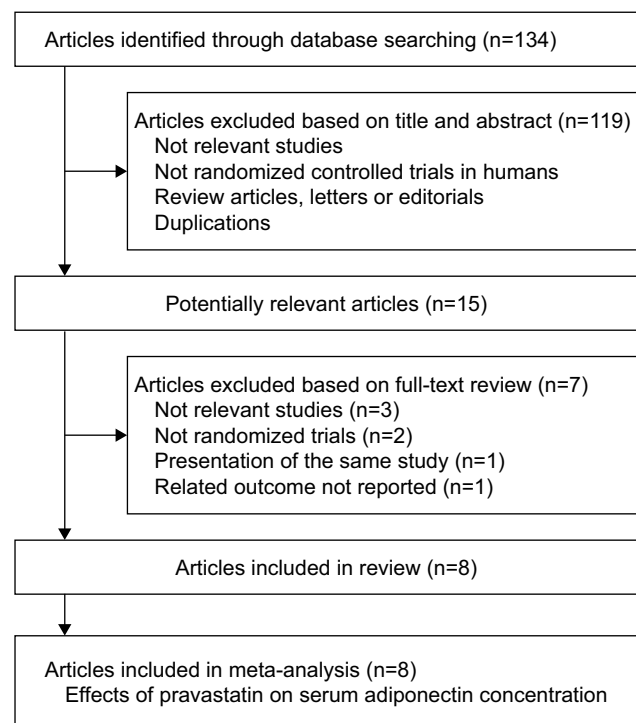 Articles identified through database searching (n=134)
Articles excluded based on title and abstract (n=119)
Not relevant studies
Not randomized controlled trials in humans
Review articles, letters or editorials
Duplications
Potentially relevant articles (n=15)
Articles excluded based on full-text review (n=7)
Not relevant studies (n=3)
Not randomized trials (n=2)
Presentation of the same study (n=1)
Related outcome not reported (n=1)
Articles included in review (n=8)
Articles included in meta-analysis (n=8)
Effects of pravastatin on serum adiponectin concentration